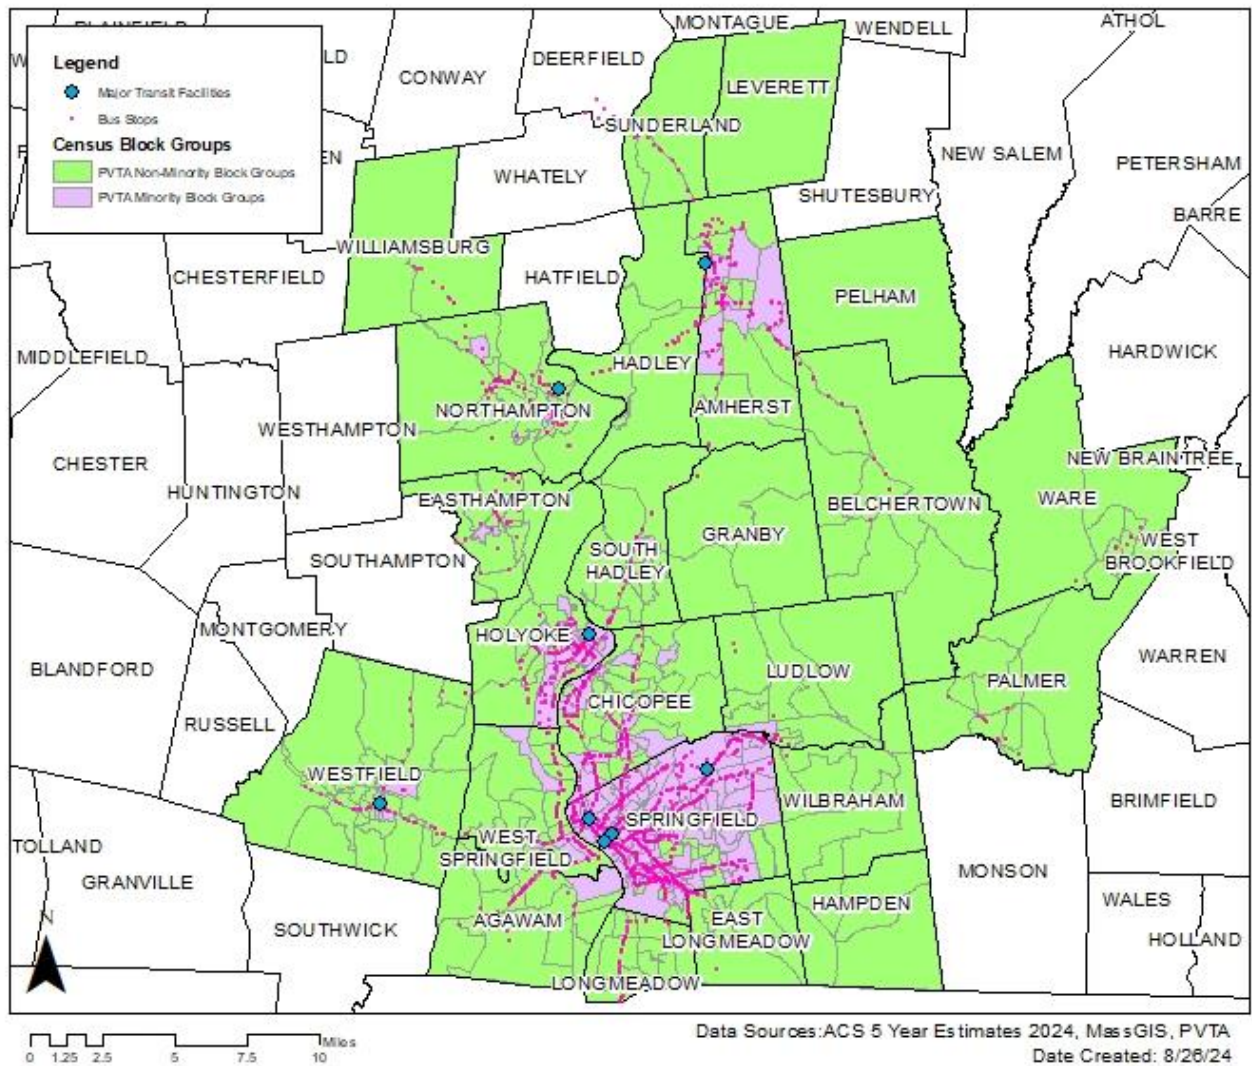 PLAINFIELD
MONTAGUE
WENDELL
ATHOL
W
LD
Legend
Major Transit Facilities
Bus Stops
Census Block Groups
PVTA Non-Minority Block Groups
PVTA Minority Block Groups
CONWAY
DEERFIELD
LEVERETT
SUNDERLAND
EN
WHATELY
NEW SALEM
PETERSHAM
SHUTESBURY
BARRE
WILLIAMSBURG
CHESTERFIELD
HATFIELD
PELHAM
MIDDLEFIELD
HADLEY
HARDWICK
NORTHAMPTON
AMHERST
WESTHAMPTON
CHESTER
NEW BRAINTREE
HUNTINGTON
EASTHAMPTON
WARE
BELCHERTOWN
GRANBY
WEST
BROOKFIELD
SOUTH
HADLEY
SOUTHAMPTON
MONTGOMERY
HOLYOKE
WARREN
BLANDFORD
LUDLOW
PALMER
CHICOPEE
RUSSELL
WESTFIELD
WILBRAHAM
BRIMFIELD
SPRINGFIELD
WEST
SPRINGFIELD
TOLLAND
GRANVILLE
MONSON
WALES
HAMPDEN
AGAWAM
EAST
LONGMEADOW
SOUTHWICK
HOLLAND
N
LONGMEADOW
Data Sources:ACS 5 Year Estimates 2024, MassGIS, PVTA
Date Created: 8/26/24
Miles
0 1.25 2.5 5 7.5 10